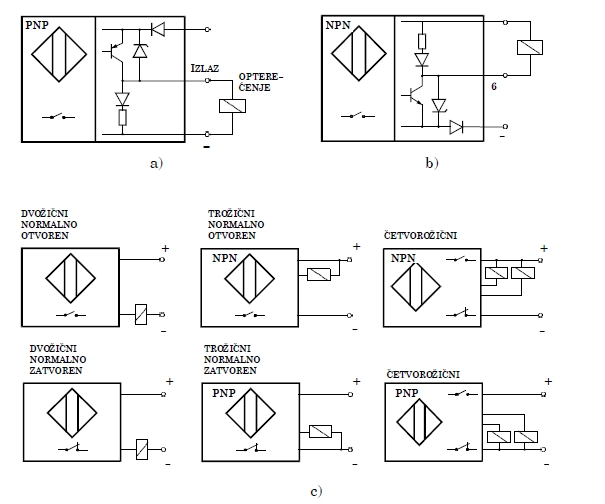 PNP
IZLAZ
OPTERE-
ĆENJE
–
a)
NPN
6
–
b)
DVOŽIČNI
NORMALNO
OTVOREN
+
–
TROŽIČNI
NORMALNO
OTVOREN
NPN
+
–
ČETVOROŽIČNI
NPN
+
–
DVOŽIČNI
NORMALNO
ZATVOREN
+
–
TROŽIČNI
NORMALNO
ZATVOREN
PNP
+
–
ČETVOROŽIČNI
PNP
+
–
c)